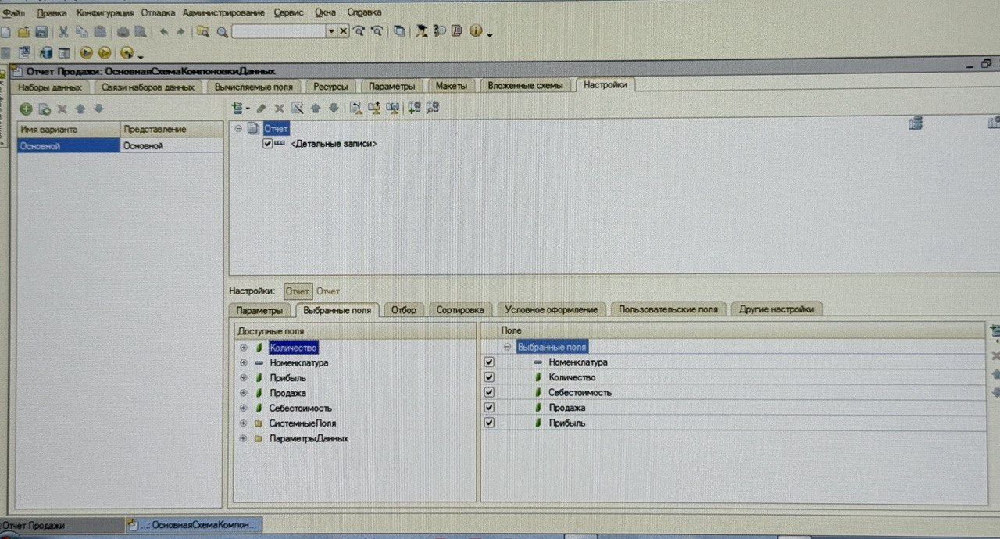 Файл Правка Конфигурация Отладка Администрирование Сервис Окна Справка
Отчет Продажи: ОсновнаяСхемаКомпоновкиДанных
Наборы данных Связи наборов данных Вычисляемые поля Ресурсы Параметры Макеты Вложенные схемы Настройки
Имя варианта Представление
Основной Основной
Отчет
<Детальные записи>
Настройки: Отчет Отчет
Параметры Выбранные поля Отбор Сортировка Условное оформление Пользовательские поля Другие настройки
Доступные поля
Количество
Номенклатура
Прибыль
Продажа
Себестоимость
СистемныеПоля
ПараметрыДанных
Поле
Выбранные поля
Номенклатура
Количество
Себестоимость
Продажа
Прибыль
Отчет Продажи ...: ОсновнаяСхемаКомпон...